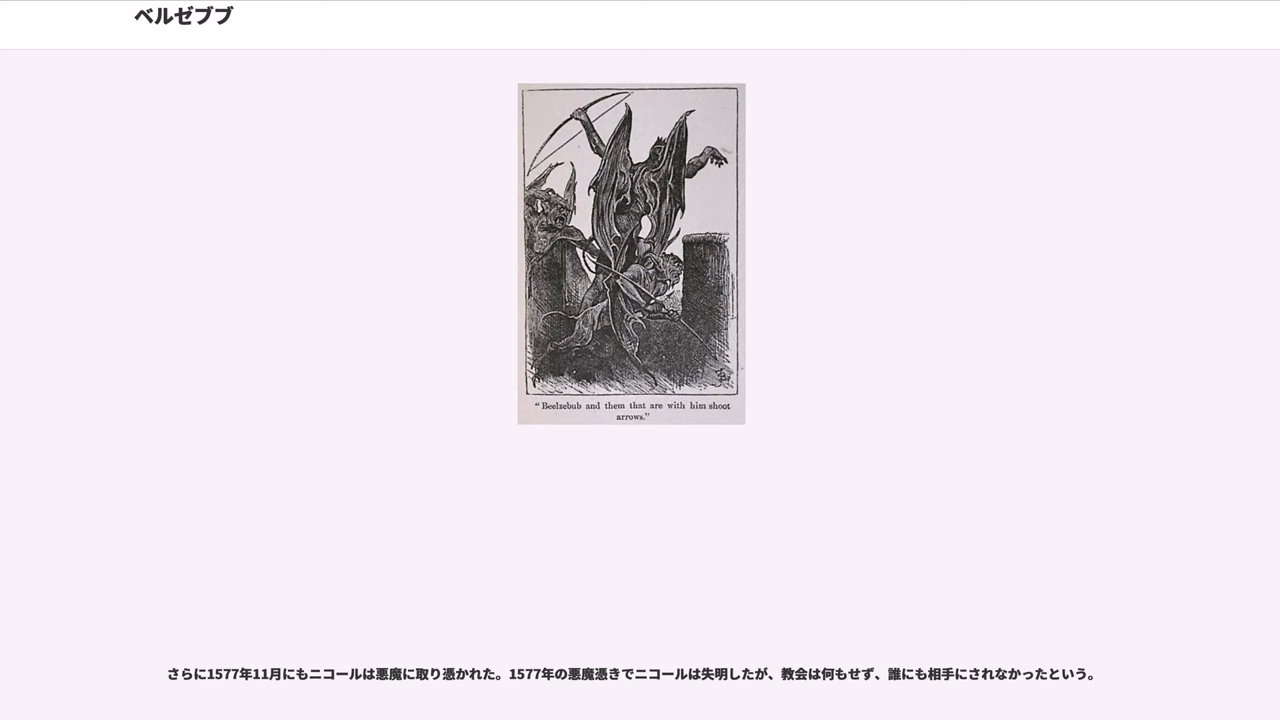 ベルゼブブ
“Beelzebub and them that are with him shoot
arrows.”
さらに1577年11月にもニコールは悪魔に取り憑かれた。1577年の悪魔憑きでニコールは失明したが、教会は何もせず、誰にも相手にされなかったという。